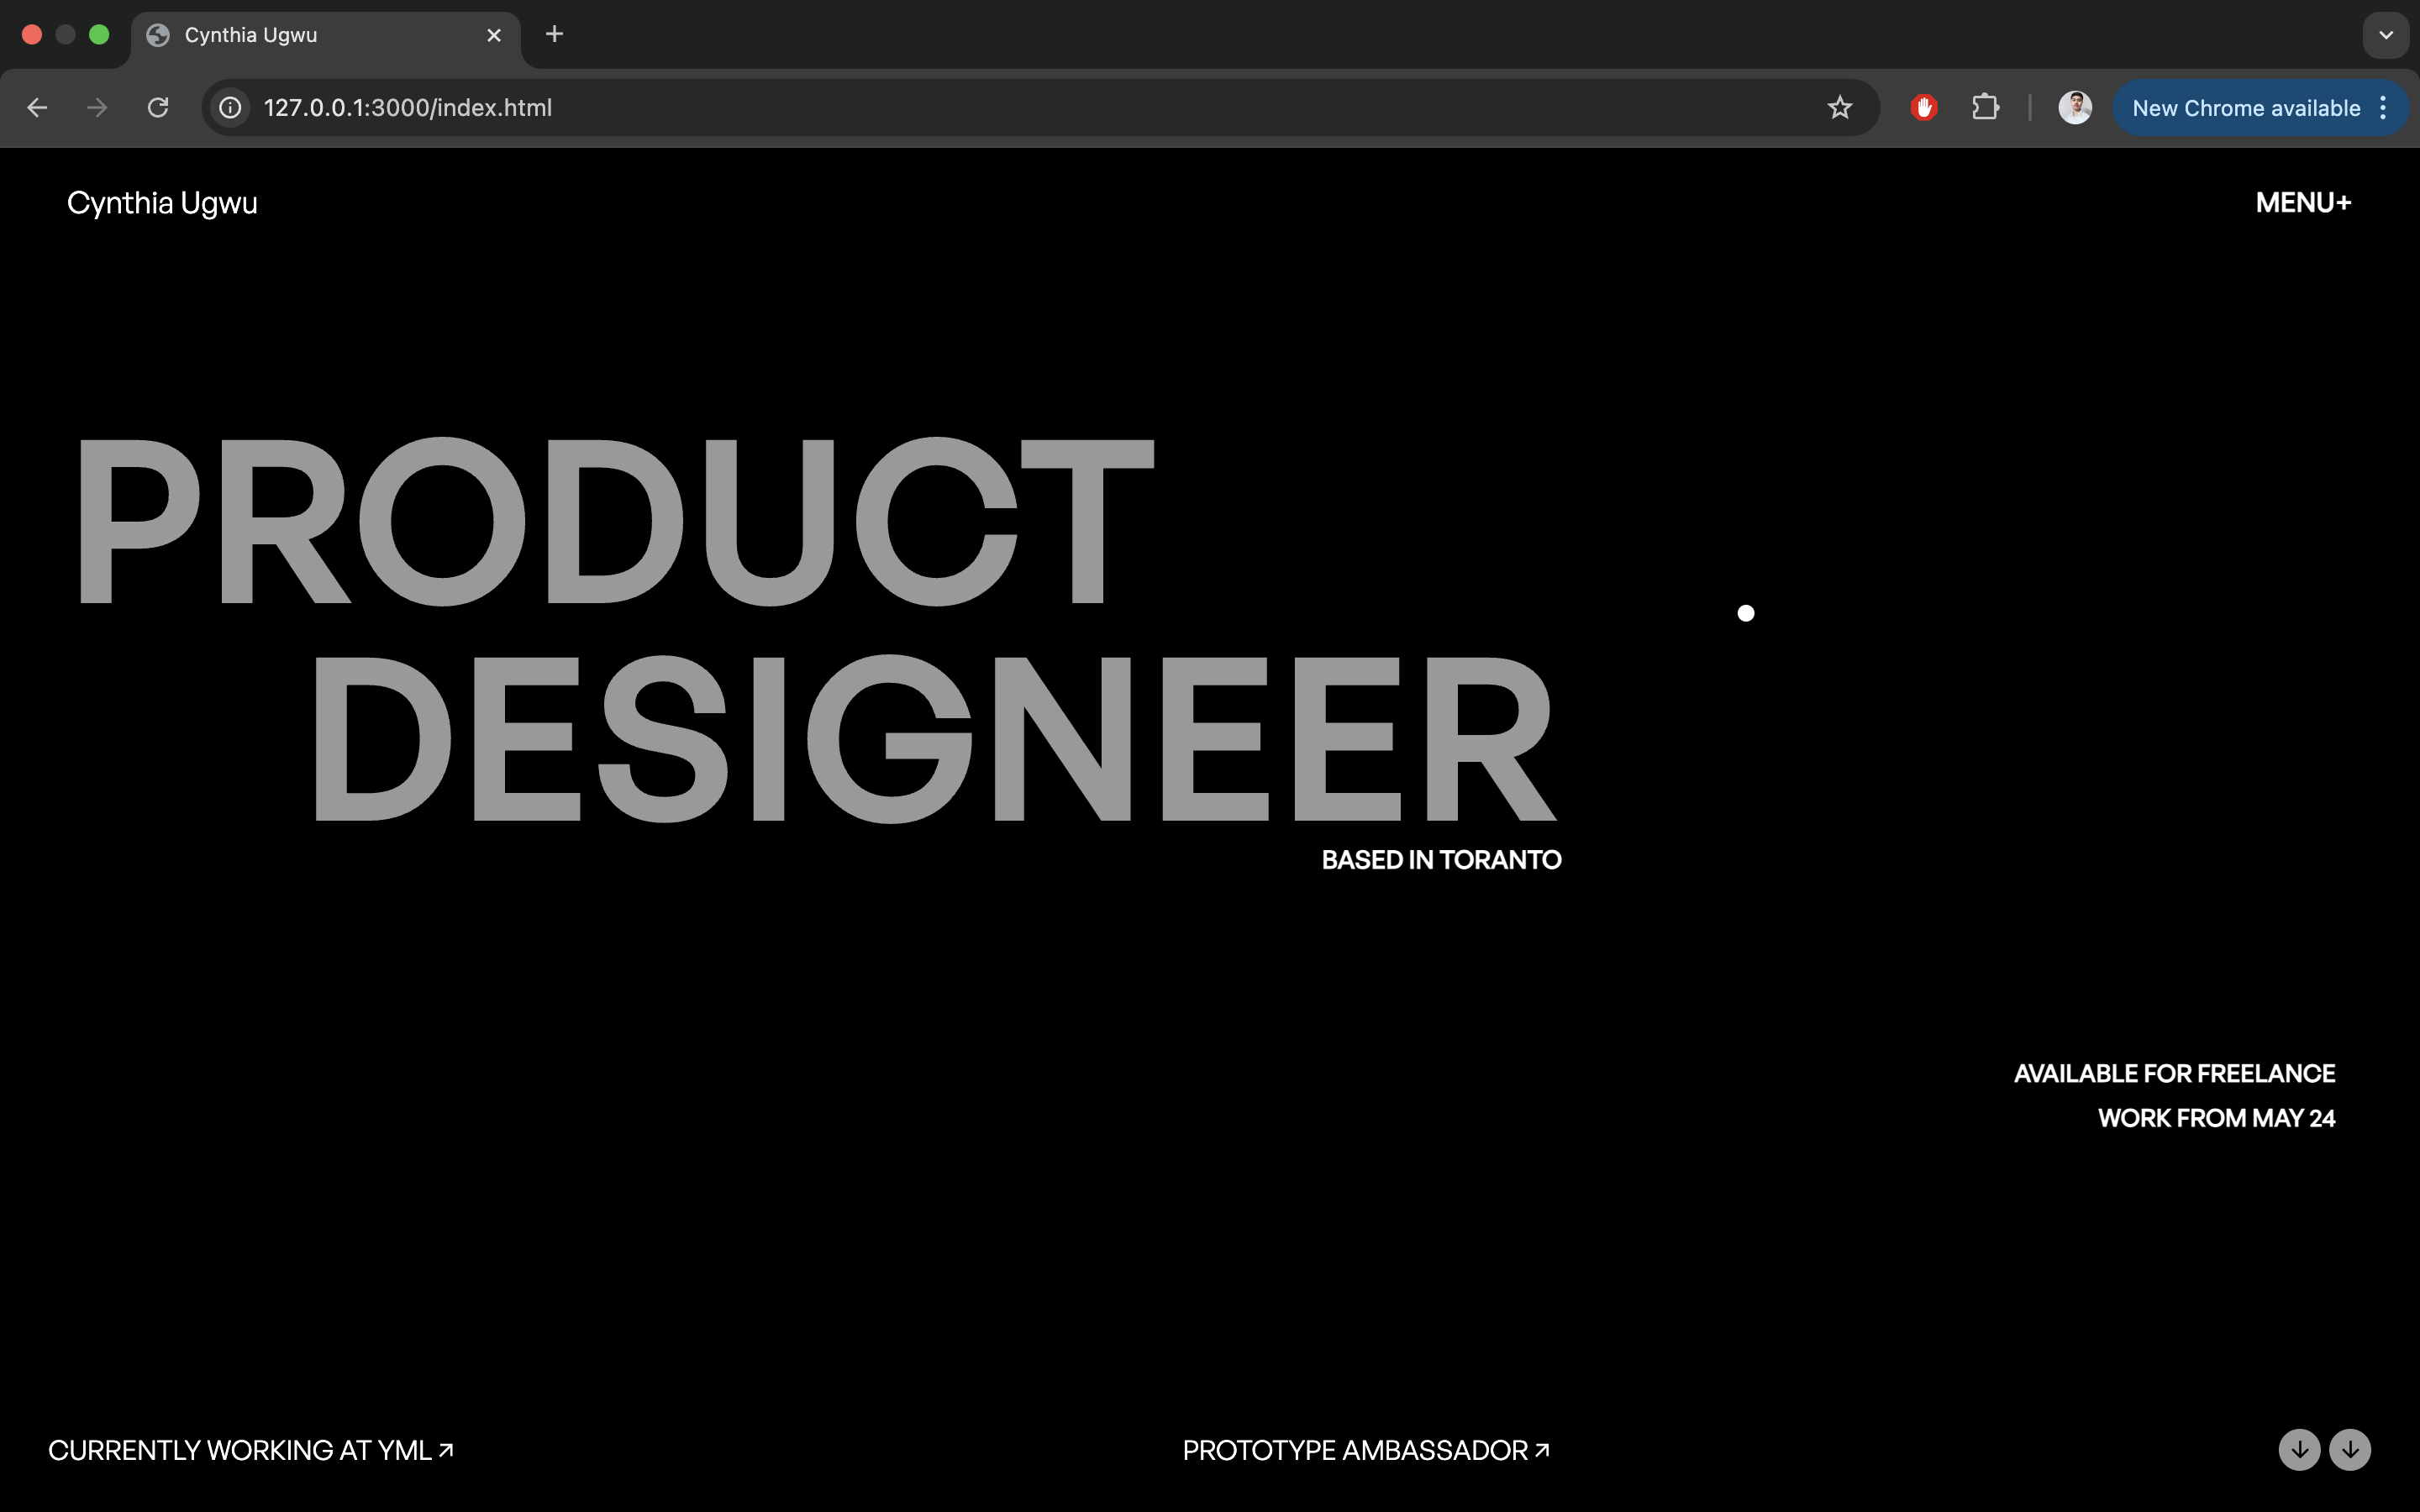 Cynthia Ugwu
127.0.0.1:3000/index.html
New Chrome available
Cynthia Ugwu
MENU+
PRODUCT
DESIGNEER
BASED IN TORANTO
AVAILABLE FOR FREELANCE
WORK FROM MAY 24
CURRENTLY WORKING AT YML
PROTOTYPE AMBASSADOR